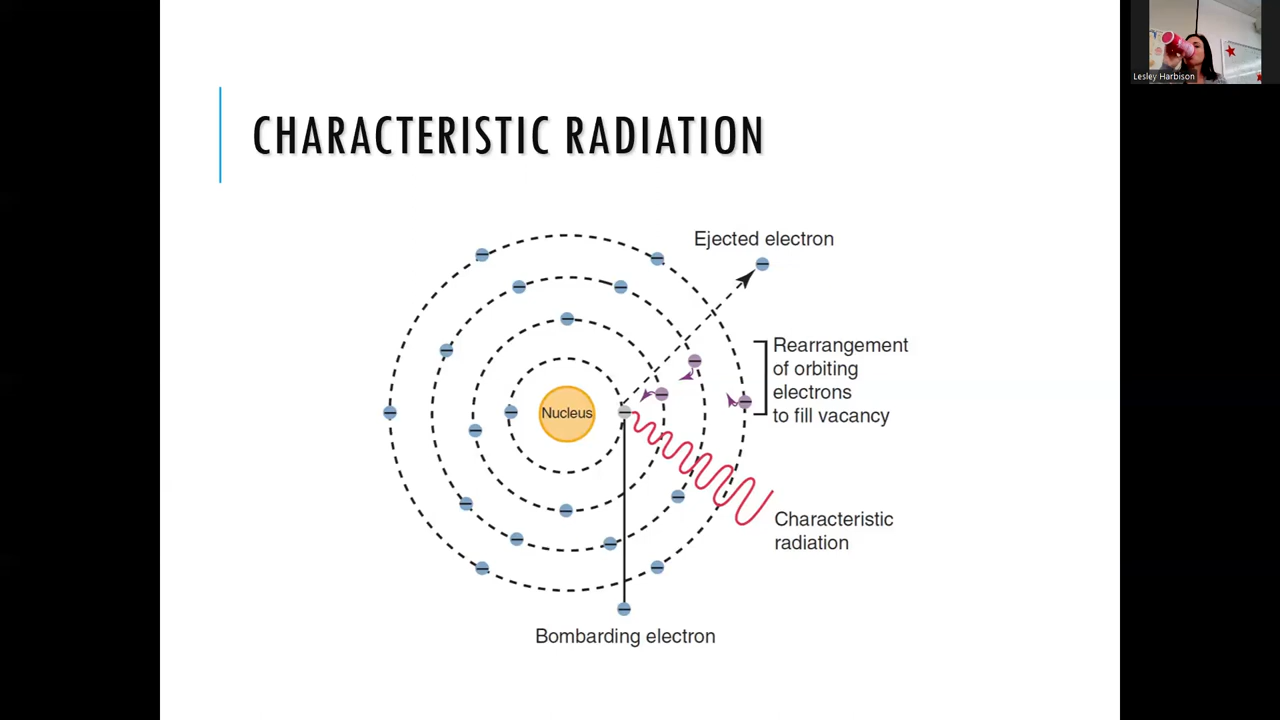 CHARACTERISTIC RADIATION
Lesley Harbison
Ejected electron
Rearrangement
of orbiting
electrons
to fill vacancy
Nucleus
Characteristic
radiation
Bombarding electron